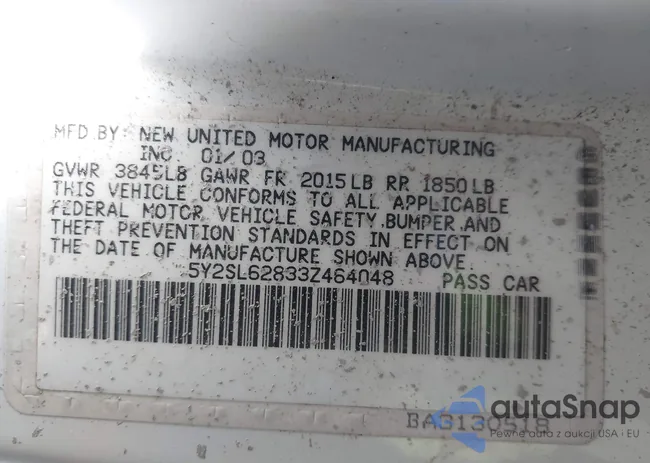 MFD.BY: NEW UNITED MOTOR MANUFACTURING
INC. 01/03
GVWR 3845LB GAWR FR 2015LB RR 1850LB
THIS VEHICLE CONFORMS TO ALL APPLICABLE
FEDERAL MOTOR VEHICLE SAFETY,BUMPER,AND
THEFT PREVENTION STANDARDS IN EFFECT ON
THE DATE OF MANUFACTURE SHOWN ABOVE.
5Y2SL62833Z464048 PASS CAR
BA3130518
autaSnap
Pewne auta z aukcji USA i EU